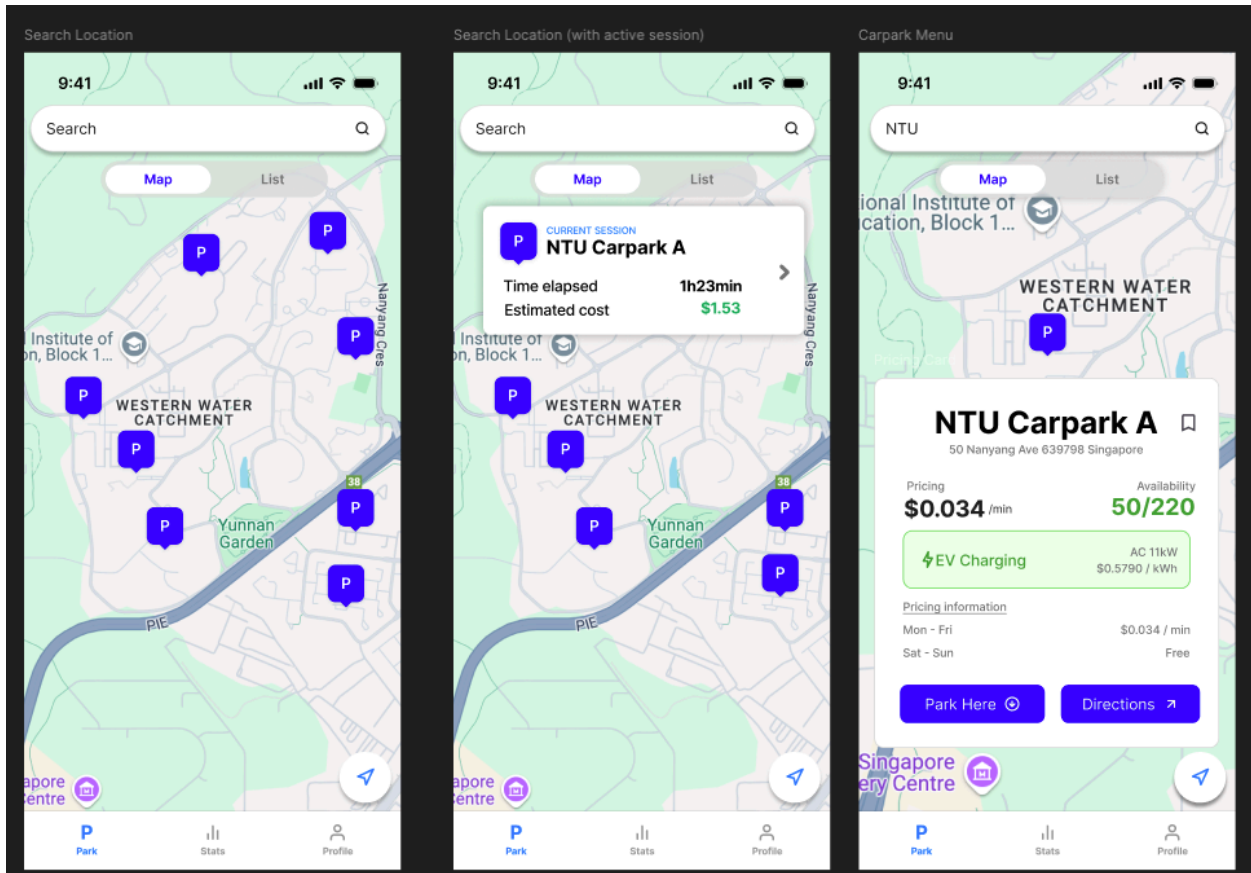 Search Location
9:41
Search
Map List
P
P
Nanyang Cres
P
Institute of
on, Block 1...
P
WESTERN WATER
CATCHMENT
P
38
P
P
Yunnan
Garden
P
PIE
apore
Centre
P
Park
Stats
Profile
Search Location (with active session)
9:41
Search
Map List
P
CURRENT SESSION
NTU Carpark A
Time elapsed 1h23min
Estimated cost $1.53
Nanyang Cres
Institute of
on, Block 1...
P
WESTERN WATER
CATCHMENT
P
38
P
P
Yunnan
Garden
P
PIE
apore
Centre
P
Park
Stats
Profile
Carpark Menu
9:41
NTU
Map List
ional Institute of
cation, Block 1...
WESTERN WATER
CATCHMENT
P
Pricing Card
NTU Carpark A
50 Nanyang Ave 639798 Singapore
Pricing Availability
$0.034 /min 50/220
EV Charging
AC 11kW
$0.5790 / kWh
Pricing information
Mon - Fri $0.034 / min
Sat - Sun Free
Park Here Directions
Singapore
ery Centre
P
Park
Stats
Profile